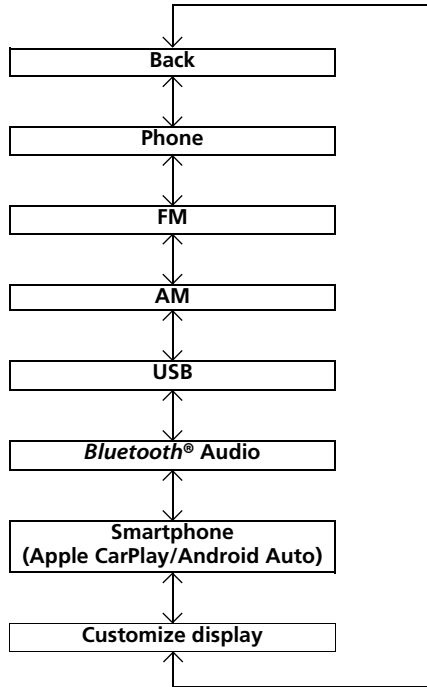 Back
Phone
FM
AM
USB
Bluetooth® Audio
Smartphone
(Apple CarPlay/Android Auto)
Customize display